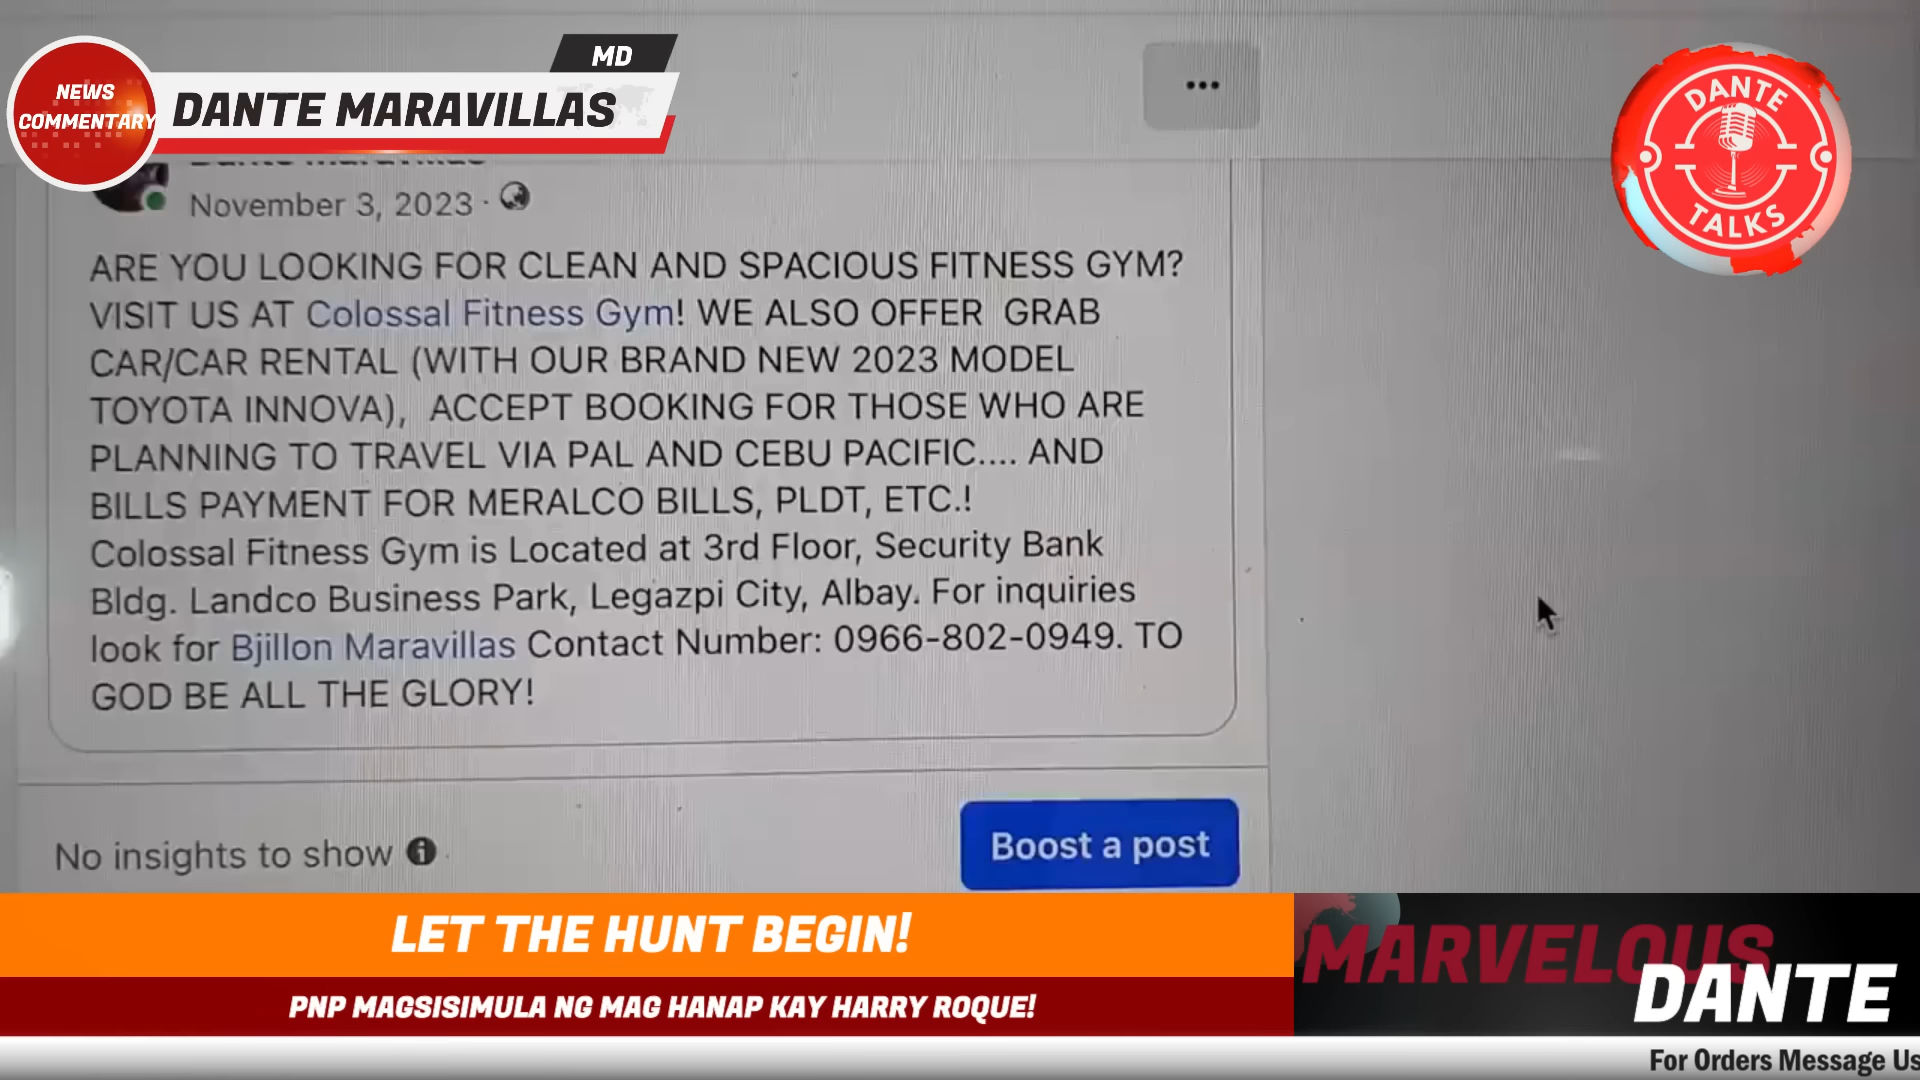 MD
NEWS
COMMENTARY
DANTE MARAVILLAS
DANTE
TALKS
November 3, 2023 ·
ARE YOU LOOKING FOR CLEAN AND SPACIOUS FITNESS GYM?
VISIT US AT Colossal Fitness Gym! WE ALSO OFFER GRAB
CAR/CAR RENTAL (WITH OUR BRAND NEW 2023 MODEL
TOYOTA INNOVA), ACCEPT BOOKING FOR THOSE WHO ARE
PLANNING TO TRAVEL VIA PAL AND CEBU PACIFIC.... AND
BILLS PAYMENT FOR MERALCO BILLS, PLDT, ETC.!
Colossal Fitness Gym is Located at 3rd Floor, Security Bank
Bldg. Landco Business Park, Legazpi City, Albay. For inquiries
look for Bjillon Maravillas Contact Number: 0966-802-0949. TO
GOD BE ALL THE GLORY!
No insights to show
Boost a post
LET THE HUNT BEGIN!
PNP MAGSISIMULA NG MAG HANAP KAY HARRY ROQUE!
MARVELOUS
DANTE
For Orders Message Us